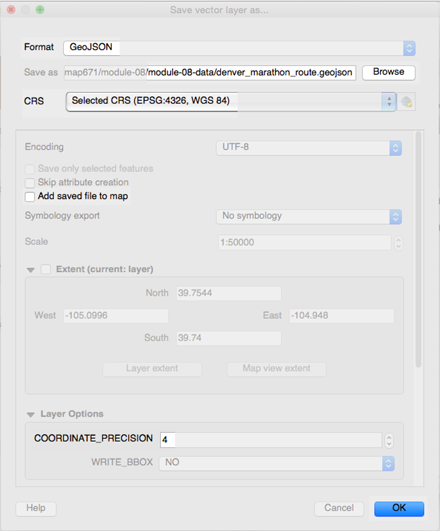 Save vector layer as...
Format GeoJSON
Save as map671/module-08/module-08-data/denver_marathon_route.geojson Browse
CRS Selected CRS (EPSG:4326, WGS 84)
Encoding UTF-8
Save only selected features
Skip attribute creation
Add saved file to map
Symbology export No symbology
Scale 1:50000
Extent (current: layer)
North 39.7544
West -105.0996 East -104.948
South 39.74
Layer extent Map view extent
Layer Options
COORDINATE_PRECISION 4
WRITE_BBOX NO
Help Cancel OK